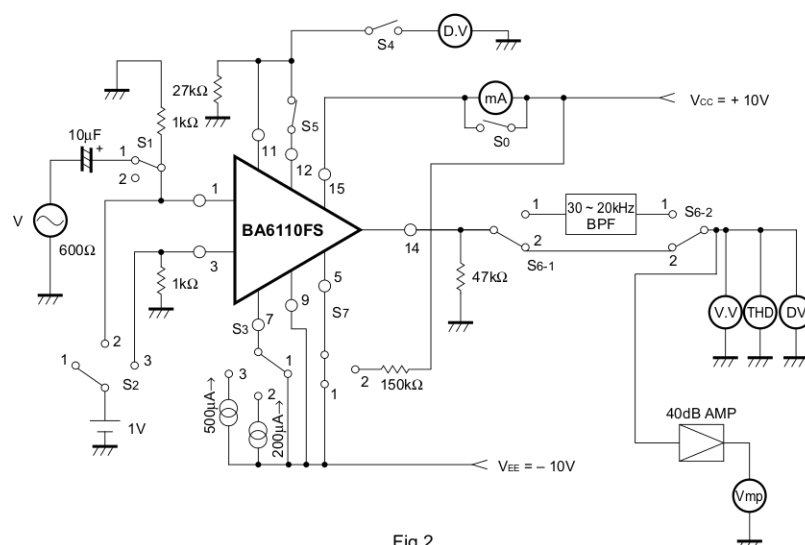 S4
D.V
27kΩ
1kΩ
S5
mA
S0
VCC = + 10V
10μF
+
S1
1
2
11
12
15
V
600Ω
1
3
BA6110FS
14
1kΩ
7
9
5
S3
S7
47kΩ
1
30 ~ 20kHz
BPF
1
S6-2
2
S6-1
2
V.V
THD
DV
2
1
S2
3
1V
3
500μA→
2
200μA→
1
1
2
150kΩ
VEE = – 10V
40dB AMP
Vmp
Fig.2